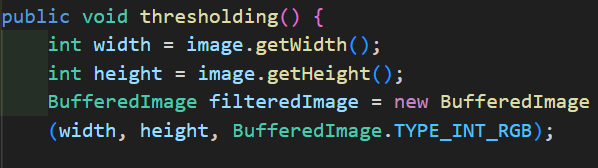 public void thresholding() {
int width = image.getWidth();
int height = image.getHeight();
BufferedImage filteredImage = new BufferedImage
(width, height, BufferedImage.TYPE_INT_RGB);